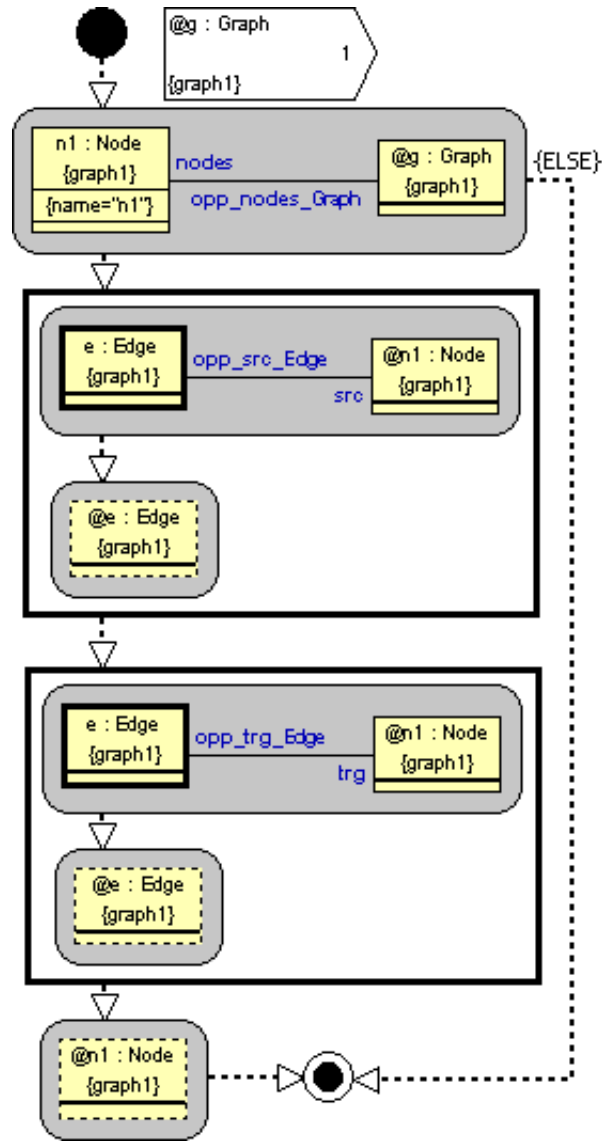 @g : Graph
1
{graph1}
n1 : Node
{graph1}
{name="n1"}
nodes
opp_nodes_Graph
@g : Graph
{graph1}
{ELSE}
e : Edge
{graph1}
opp_src_Edge
src
@n1 : Node
{graph1}
@e : Edge
{graph1}
e : Edge
{graph1}
opp_trg_Edge
trg
@n1 : Node
{graph1}
@e : Edge
{graph1}
@n1 : Node
{graph1}